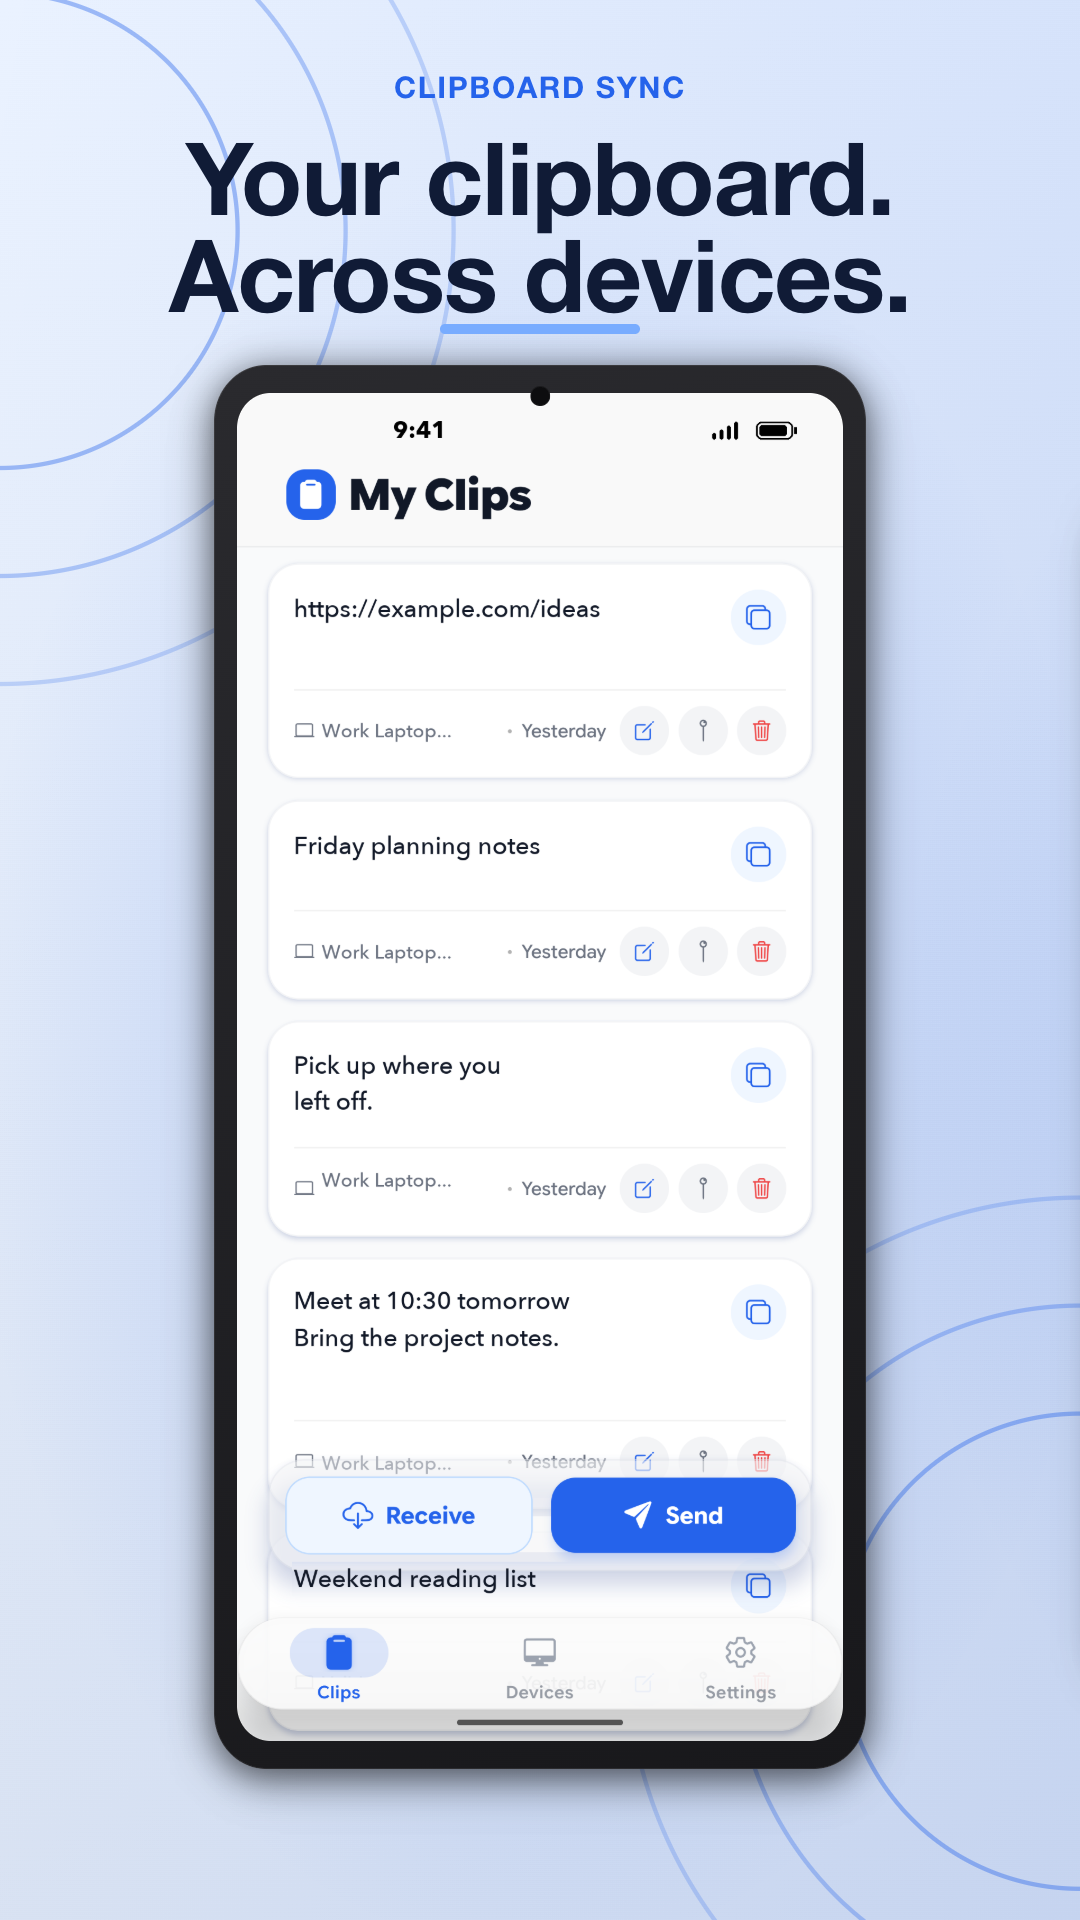 CLIPBOARD SYNC
Your clipboard.
Across devices.
9:41
My Clips
https://example.com/ideas
Work Laptop... • Yesterday
Friday planning notes
Work Laptop... • Yesterday
Pick up where you
left off.
Work Laptop... • Yesterday
Meet at 10:30 tomorrow
Bring the project notes.
Work Laptop... • Yesterday
Receive Send
Weekend reading list
Yesterday
Clips Devices Settings